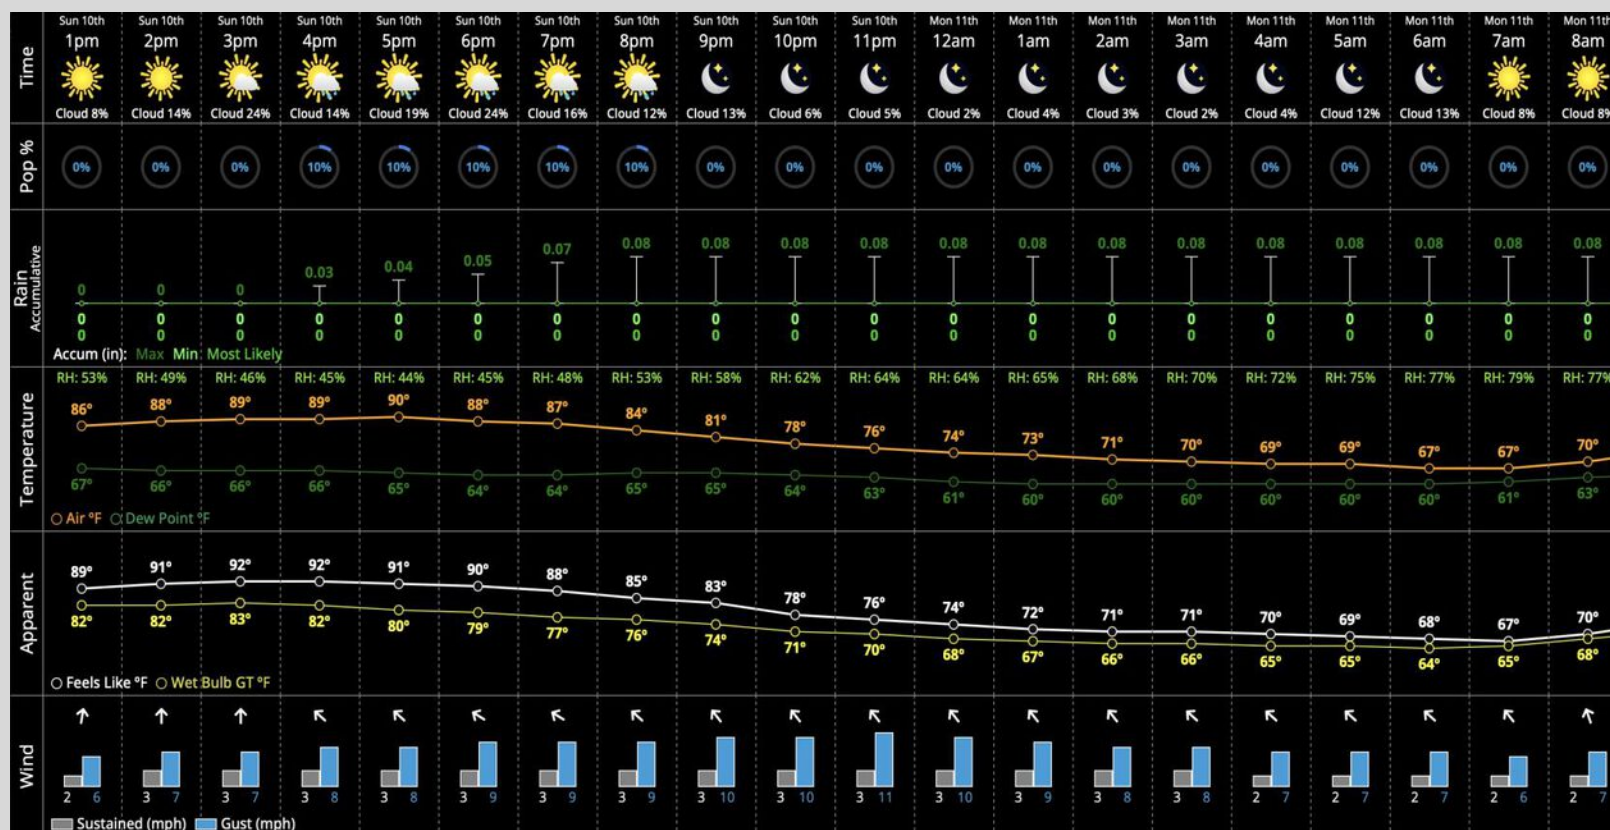 Time
Sun 10th Sun 10th Sun 10th Sun 10th Sun 10th Sun 10th Sun 10th Sun 10th Sun 10th Sun 10th Sun 10th Mon 11th Mon 11th Mon 11th Mon 11th Mon 11th Mon 11th Mon 11th Mon 11th Mon 11th
1pm 2pm 3pm 4pm 5pm 6pm 7pm 8pm 9pm 10pm 11pm 12am 1am 2am 3am 4am 5am 6am 7am 8am
Cloud 8% Cloud 14% Cloud 24% Cloud 14% Cloud 19% Cloud 24% Cloud 16% Cloud 12% Cloud 13% Cloud 6% Cloud 5% Cloud 2% Cloud 4% Cloud 3% Cloud 2% Cloud 4% Cloud 12% Cloud 13% Cloud 8% Cloud 8%
Pop %
0% 0% 0% 10% 10% 10% 10% 10% 0% 0% 0% 0% 0% 0% 0% 0% 0% 0% 0% 0%
Rain
Accumulative
0 0 0 0.03 0.04 0.05 0.07 0.08 0.08 0.08 0.08 0.08 0.08 0.08 0.08 0.08 0.08 0.08 0.08 0.08
0 0 0 0 0 0 0 0 0 0 0 0 0 0 0 0 0 0 0 0
0 0 0 0 0 0 0 0 0 0 0 0 0 0 0 0 0 0 0 0
Accum (in): Max Min Most Likely
Temperature
RH: 53% RH: 49% RH: 46% RH: 45% RH: 44% RH: 45% RH: 48% RH: 53% RH: 58% RH: 62% RH: 64% RH: 64% RH: 65% RH: 68% RH: 70% RH: 72% RH: 75% RH: 77% RH: 79% RH: 77%
86° 88° 89° 89° 90° 88° 87° 84° 81° 78° 76° 74° 73° 71° 70° 69° 69° 67° 67° 70°
67° 66° 66° 66° 65° 64° 64° 65° 65° 64° 63° 61° 60° 60° 60° 60° 60° 60° 61° 63°
Air °F Dew Point °F
Apparent
89° 91° 92° 92° 91° 90° 88° 85° 83° 78° 76° 74° 72° 71° 71° 70° 69° 68° 67° 70°
82° 82° 83° 82° 80° 79° 77° 76° 74° 71° 70° 68° 67° 66° 66° 65° 65° 64° 65° 68°
Feels Like °F Wet Bulb GT °F
Wind
2 6 3 7 3 7 3 8 3 8 3 9 3 9 3 9 3 10 3 10 3 11 3 10 3 9 3 8 3 8 2 7 2 7 2 7 2 6 2 7
Sustained (mph) Gust (mph)